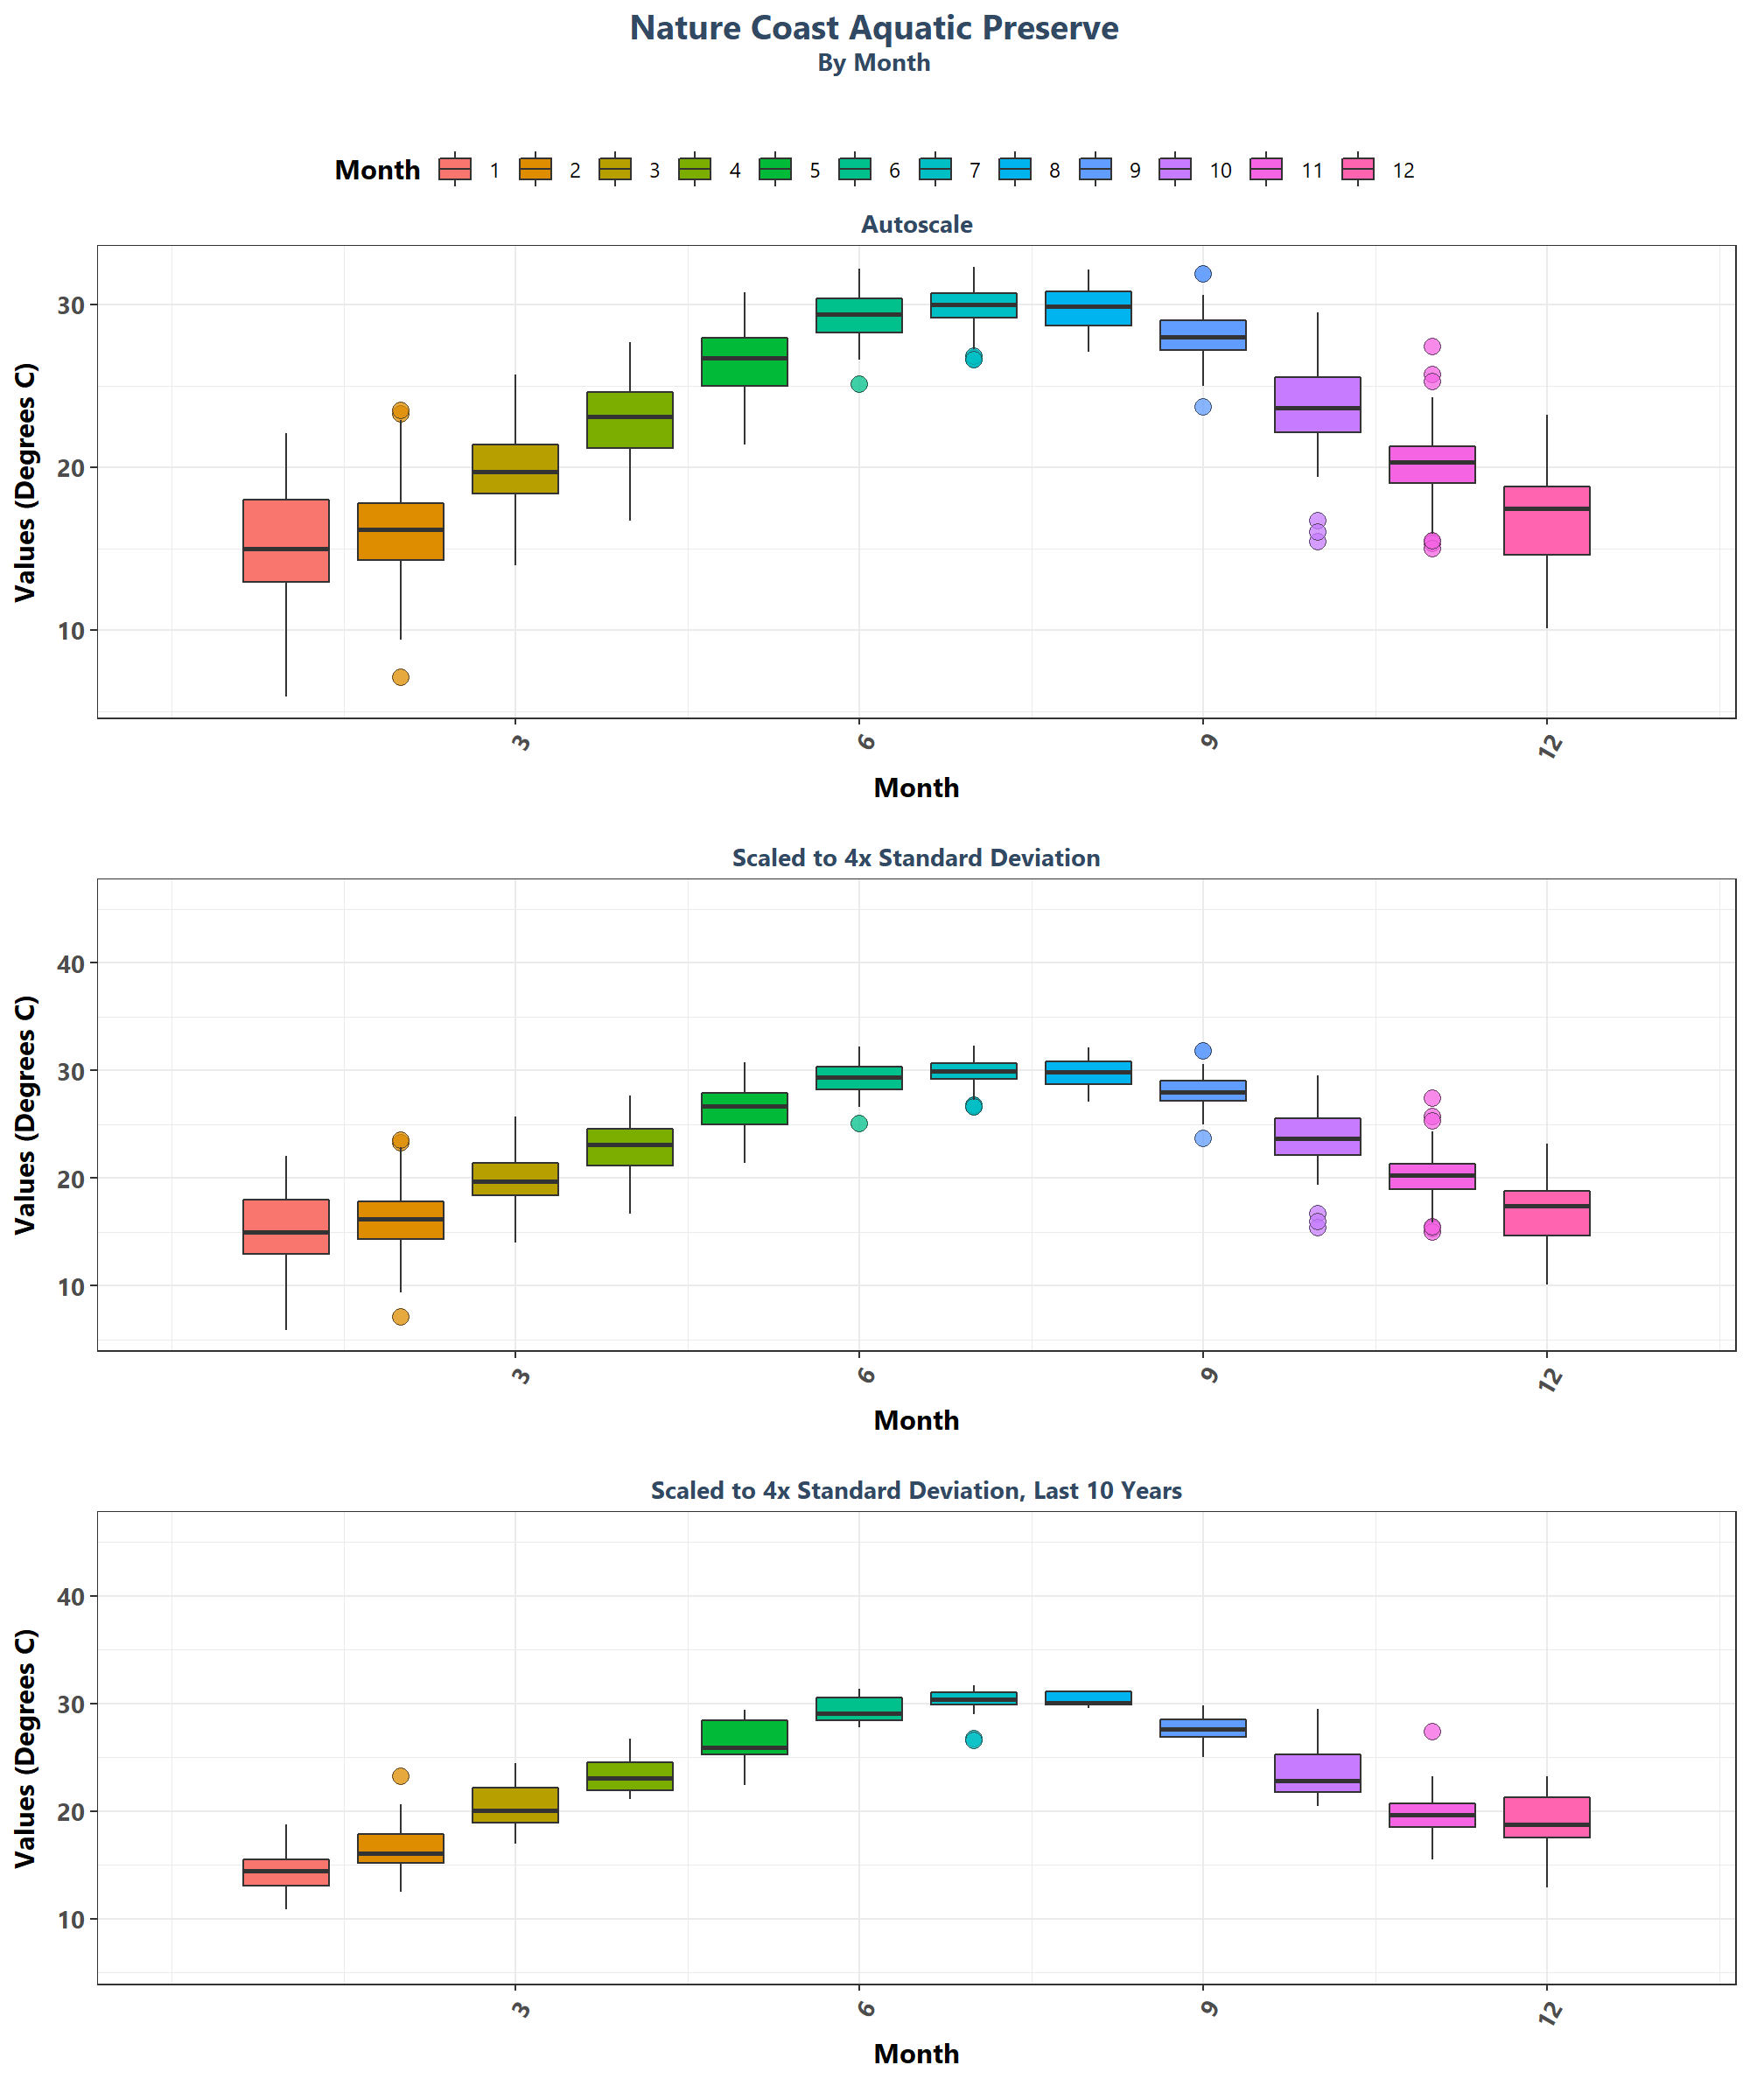 Nature Coast Aquatic Preserve
By Month
Month 1 2 3 4 5 6 7 8 9 10 11 12
Autoscale
Values (Degrees C)
30
20
10
3 6 9 12
Month
Scaled to 4x Standard Deviation
Values (Degrees C)
40
30
20
10
3 6 9 12
Month
Scaled to 4x Standard Deviation, Last 10 Years
Values (Degrees C)
40
30
20
10
3 6 9 12
Month